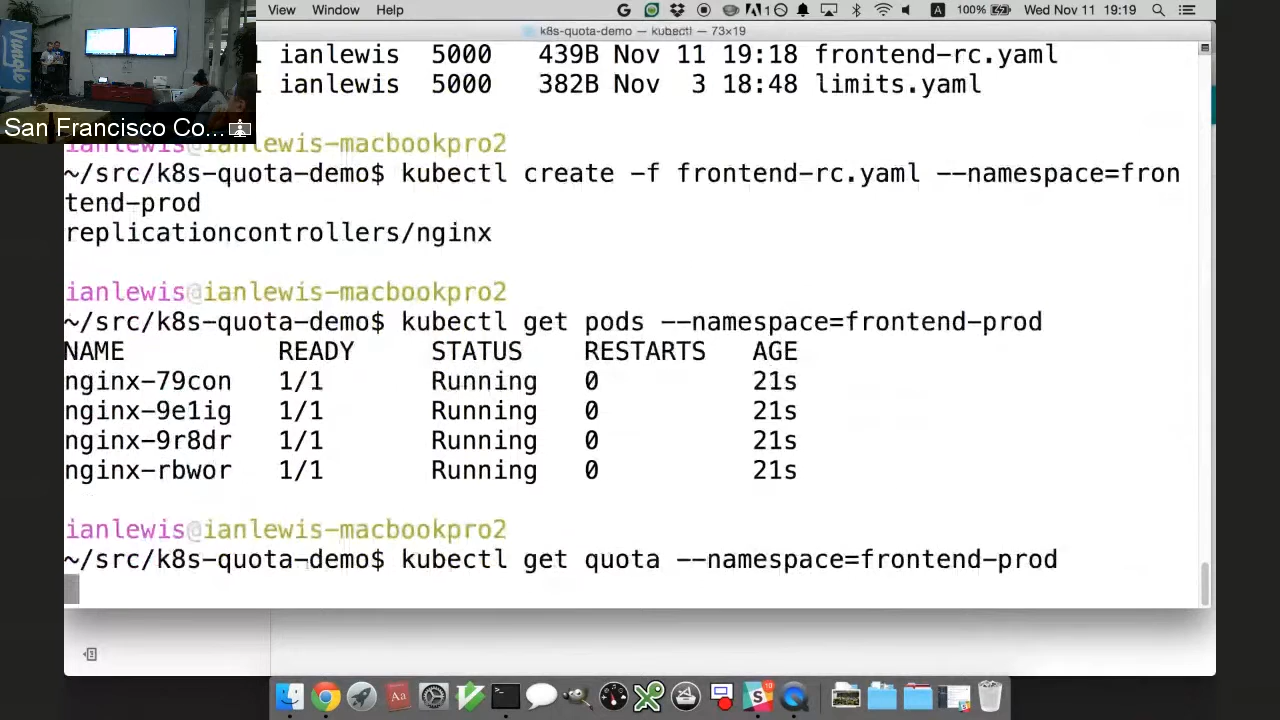 View Window Help
100% Wed Nov 11 19:19
k8s-quota-demo — kubectl — 73×19
ianlewis 5000 439B Nov 11 19:18 frontend-rc.yaml
ianlewis 5000 382B Nov 3 18:48 limits.yaml
Vungle
San Francisco Co...
ianlewis@ianlewis-macbookpro2
~/src/k8s-quota-demo$ kubectl create -f frontend-rc.yaml --namespace=fron
tend-prod
replicationcontrollers/nginx
ianlewis@ianlewis-macbookpro2
~/src/k8s-quota-demo$ kubectl get pods --namespace=frontend-prod
NAME READY STATUS RESTARTS AGE
nginx-79con 1/1 Running 0 21s
nginx-9e1ig 1/1 Running 0 21s
nginx-9r8dr 1/1 Running 0 21s
nginx-rbwor 1/1 Running 0 21s
ianlewis@ianlewis-macbookpro2
~/src/k8s-quota-demo$ kubectl get quota --namespace=frontend-prod